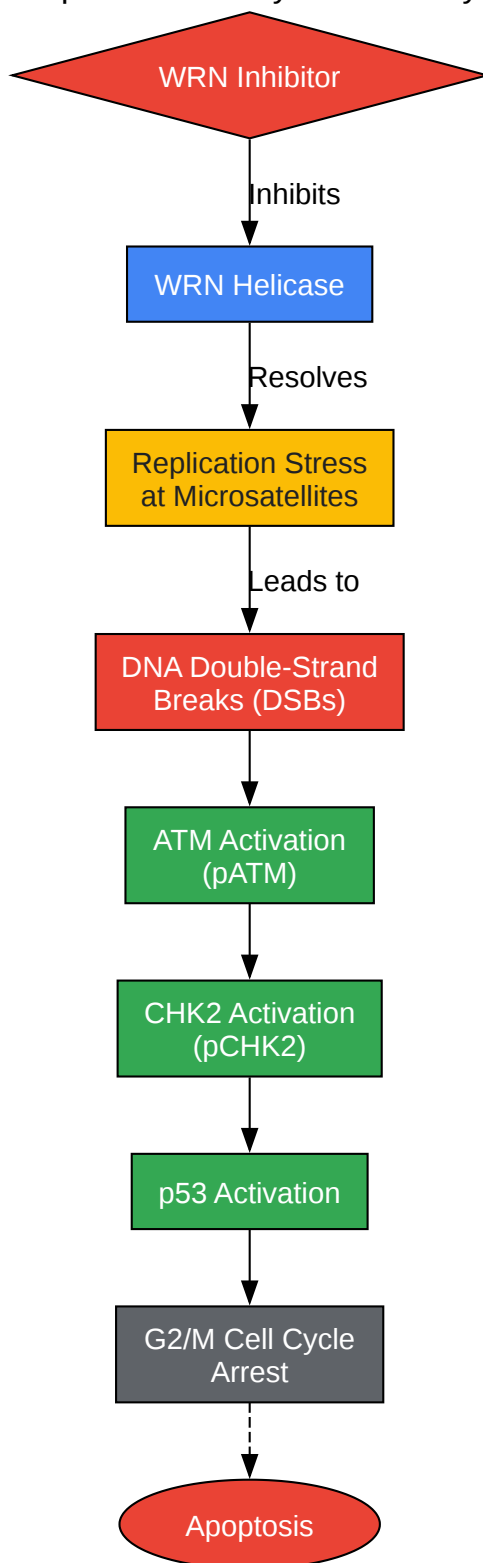 WRN Inhibitor
Inhibits
WRN Helicase
Resolves
Replication Stress
at Microsatellites
Leads to
DNA Double-Strand
Breaks (DSBs)
ATM Activation
(pATM)
CHK2 Activation
(pCHK2)
p53 Activation
G2/M Cell Cycle
Arrest
Apoptosis